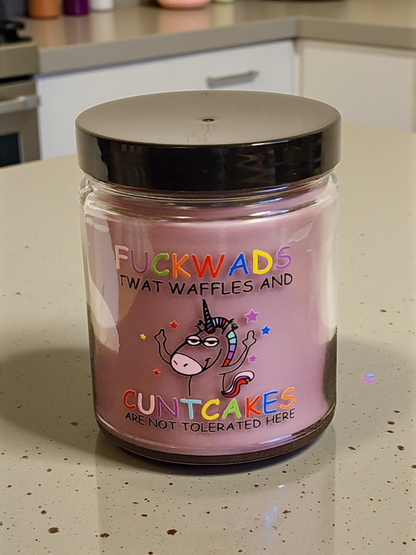 FUCKWADS
TWAT WAFFLES AND
CUNTCAKES
ARE NOT TOLERATED HERE